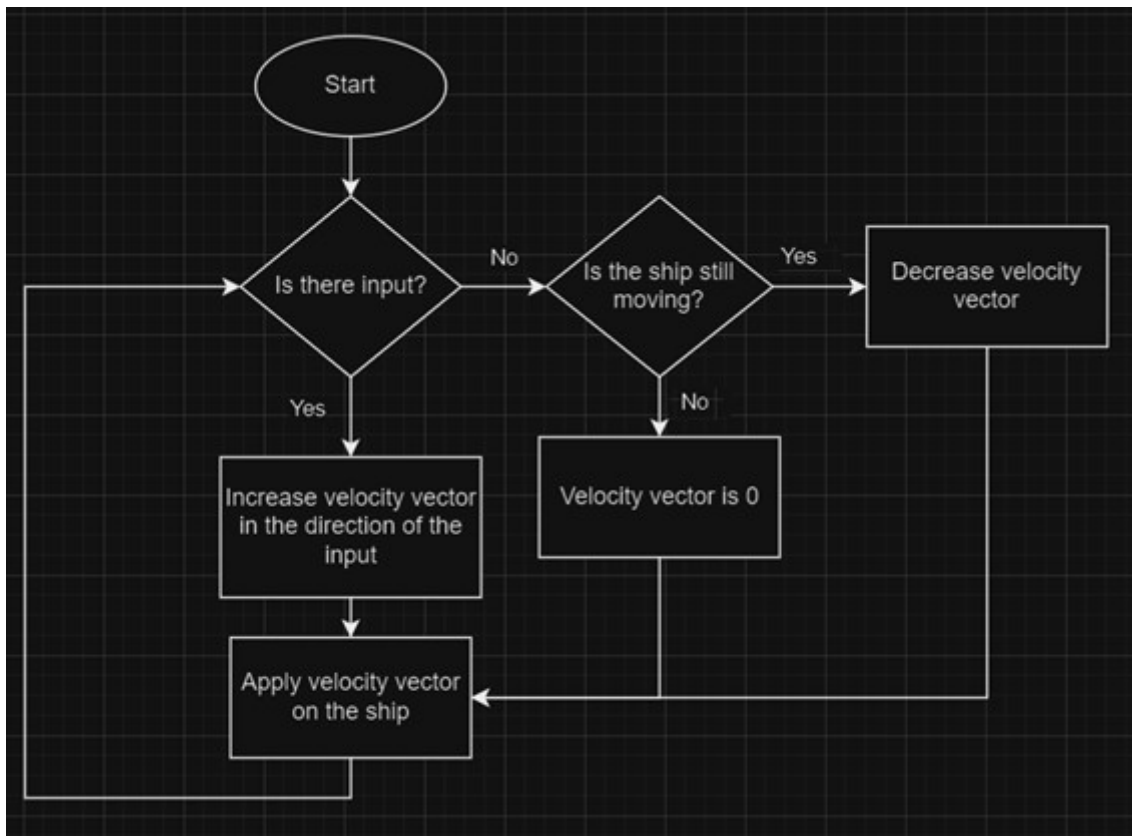 Start
Is there input?
No
Is the ship still
moving?
Yes
Decrease velocity
vector
Yes
No
Increase velocity vector
in the direction of the
input
Velocity vector is 0
Apply velocity vector
on the ship